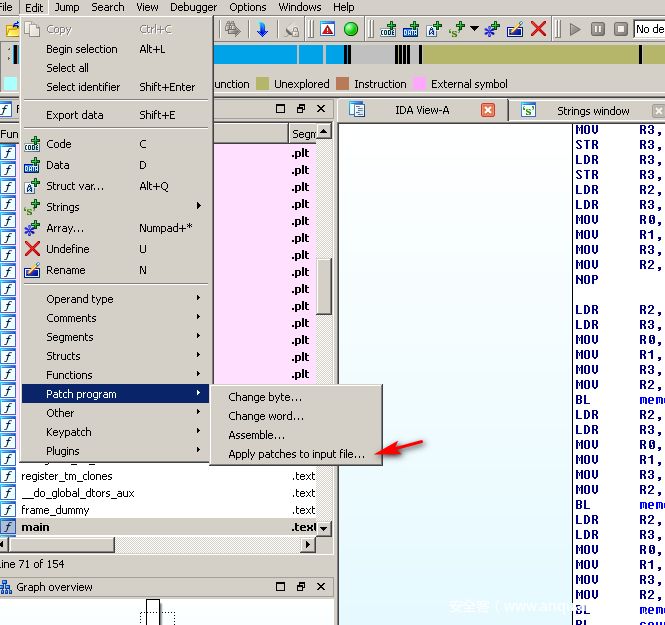 File Edit Jump Search View Debugger Options Windows Help
Copy Ctrl+C
Begin selection Alt+L
Select all
Select identifier Shift+Enter
Export data Shift+E
Code C
Data D
Struct var... Alt+Q
Strings
Array... Numpad+*
Undefine U
Rename N
Operand type
Comments
Segments
Structs
Functions
Patch program
Other
Keypatch
Plugins
Change byte...
Change word...
Assemble...
Apply patches to input file...
No de
unction Unexplored Instruction External symbol
IDA View-A
Strings window
Fun
Segm
.plt
.plt
.plt
.plt
.plt
.plt
.plt
.plt
.plt
.plt
.plt
.plt
.plt
.plt
register_tm_clones .text
__do_global_dtors_aux .text
frame_dummy .text
main .text
Line 71 of 154
Graph overview
MOV R3,
STR R3,
LDR R3,
STR R3,
LDR R2,
LDR R3,
MOV R0,
MOV R1,
MOV R3,
MOV R2,
NOP
LDR R2,
LDR R3,
MOV R0,
MOV R1,
MOV R3,
MOV R2,
BL mem
LDR R2,
LDR R3,
MOV R0,
MOV R1,
MOV R3,
MOV R2,
BL mem
LDR R2,
LDR R3,
MOV R0,
MOV R1,
MOV R3,
MOV R2,
BL mem
BL
安全客（www.anqu